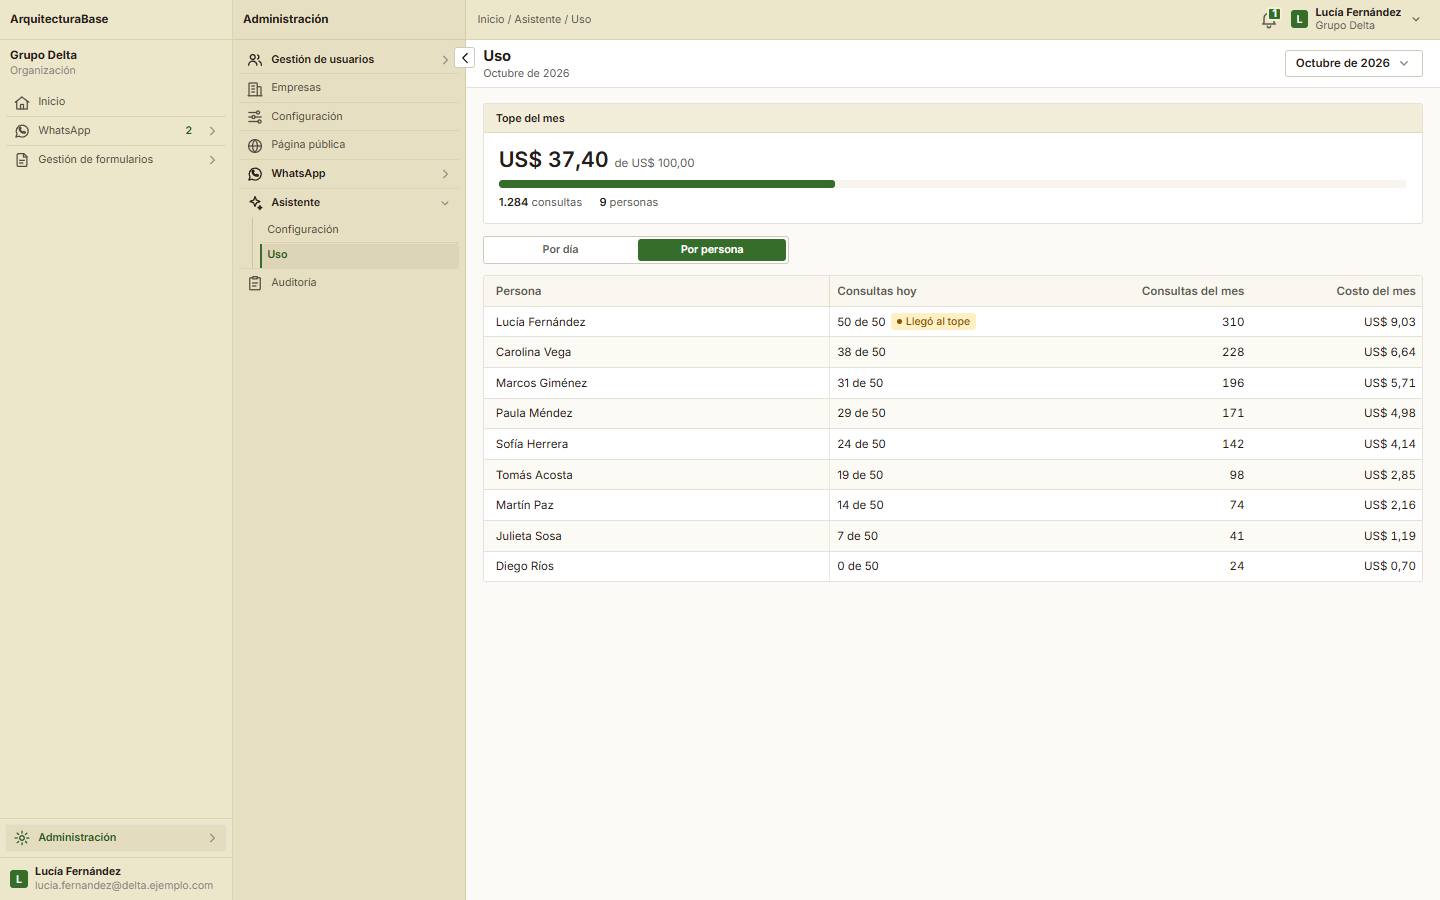 ArquitecturaBase
Grupo Delta
Organización
Inicio
WhatsApp 2
Gestión de formularios
Administración
Lucía Fernández
lucia.fernandez@delta.ejemplo.com
Administración
Gestión de usuarios
Empresas
Configuración
Página pública
WhatsApp
Asistente
Configuración
Uso
Auditoría
Inicio / Asistente / Uso
1
L Lucía Fernández
Grupo Delta
Uso
Octubre de 2026
Octubre de 2026
Tope del mes
US$ 37,40 de US$ 100,00
1.284 consultas 9 personas
Por día Por persona
Persona Consultas hoy Consultas del mes Costo del mes
Lucía Fernández 50 de 50 Llegó al tope 310 US$ 9,03
Carolina Vega 38 de 50 228 US$ 6,64
Marcos Giménez 31 de 50 196 US$ 5,71
Paula Méndez 29 de 50 171 US$ 4,98
Sofía Herrera 24 de 50 142 US$ 4,14
Tomás Acosta 19 de 50 98 US$ 2,85
Martín Paz 14 de 50 74 US$ 2,16
Julieta Sosa 7 de 50 41 US$ 1,19
Diego Ríos 0 de 50 24 US$ 0,70
L